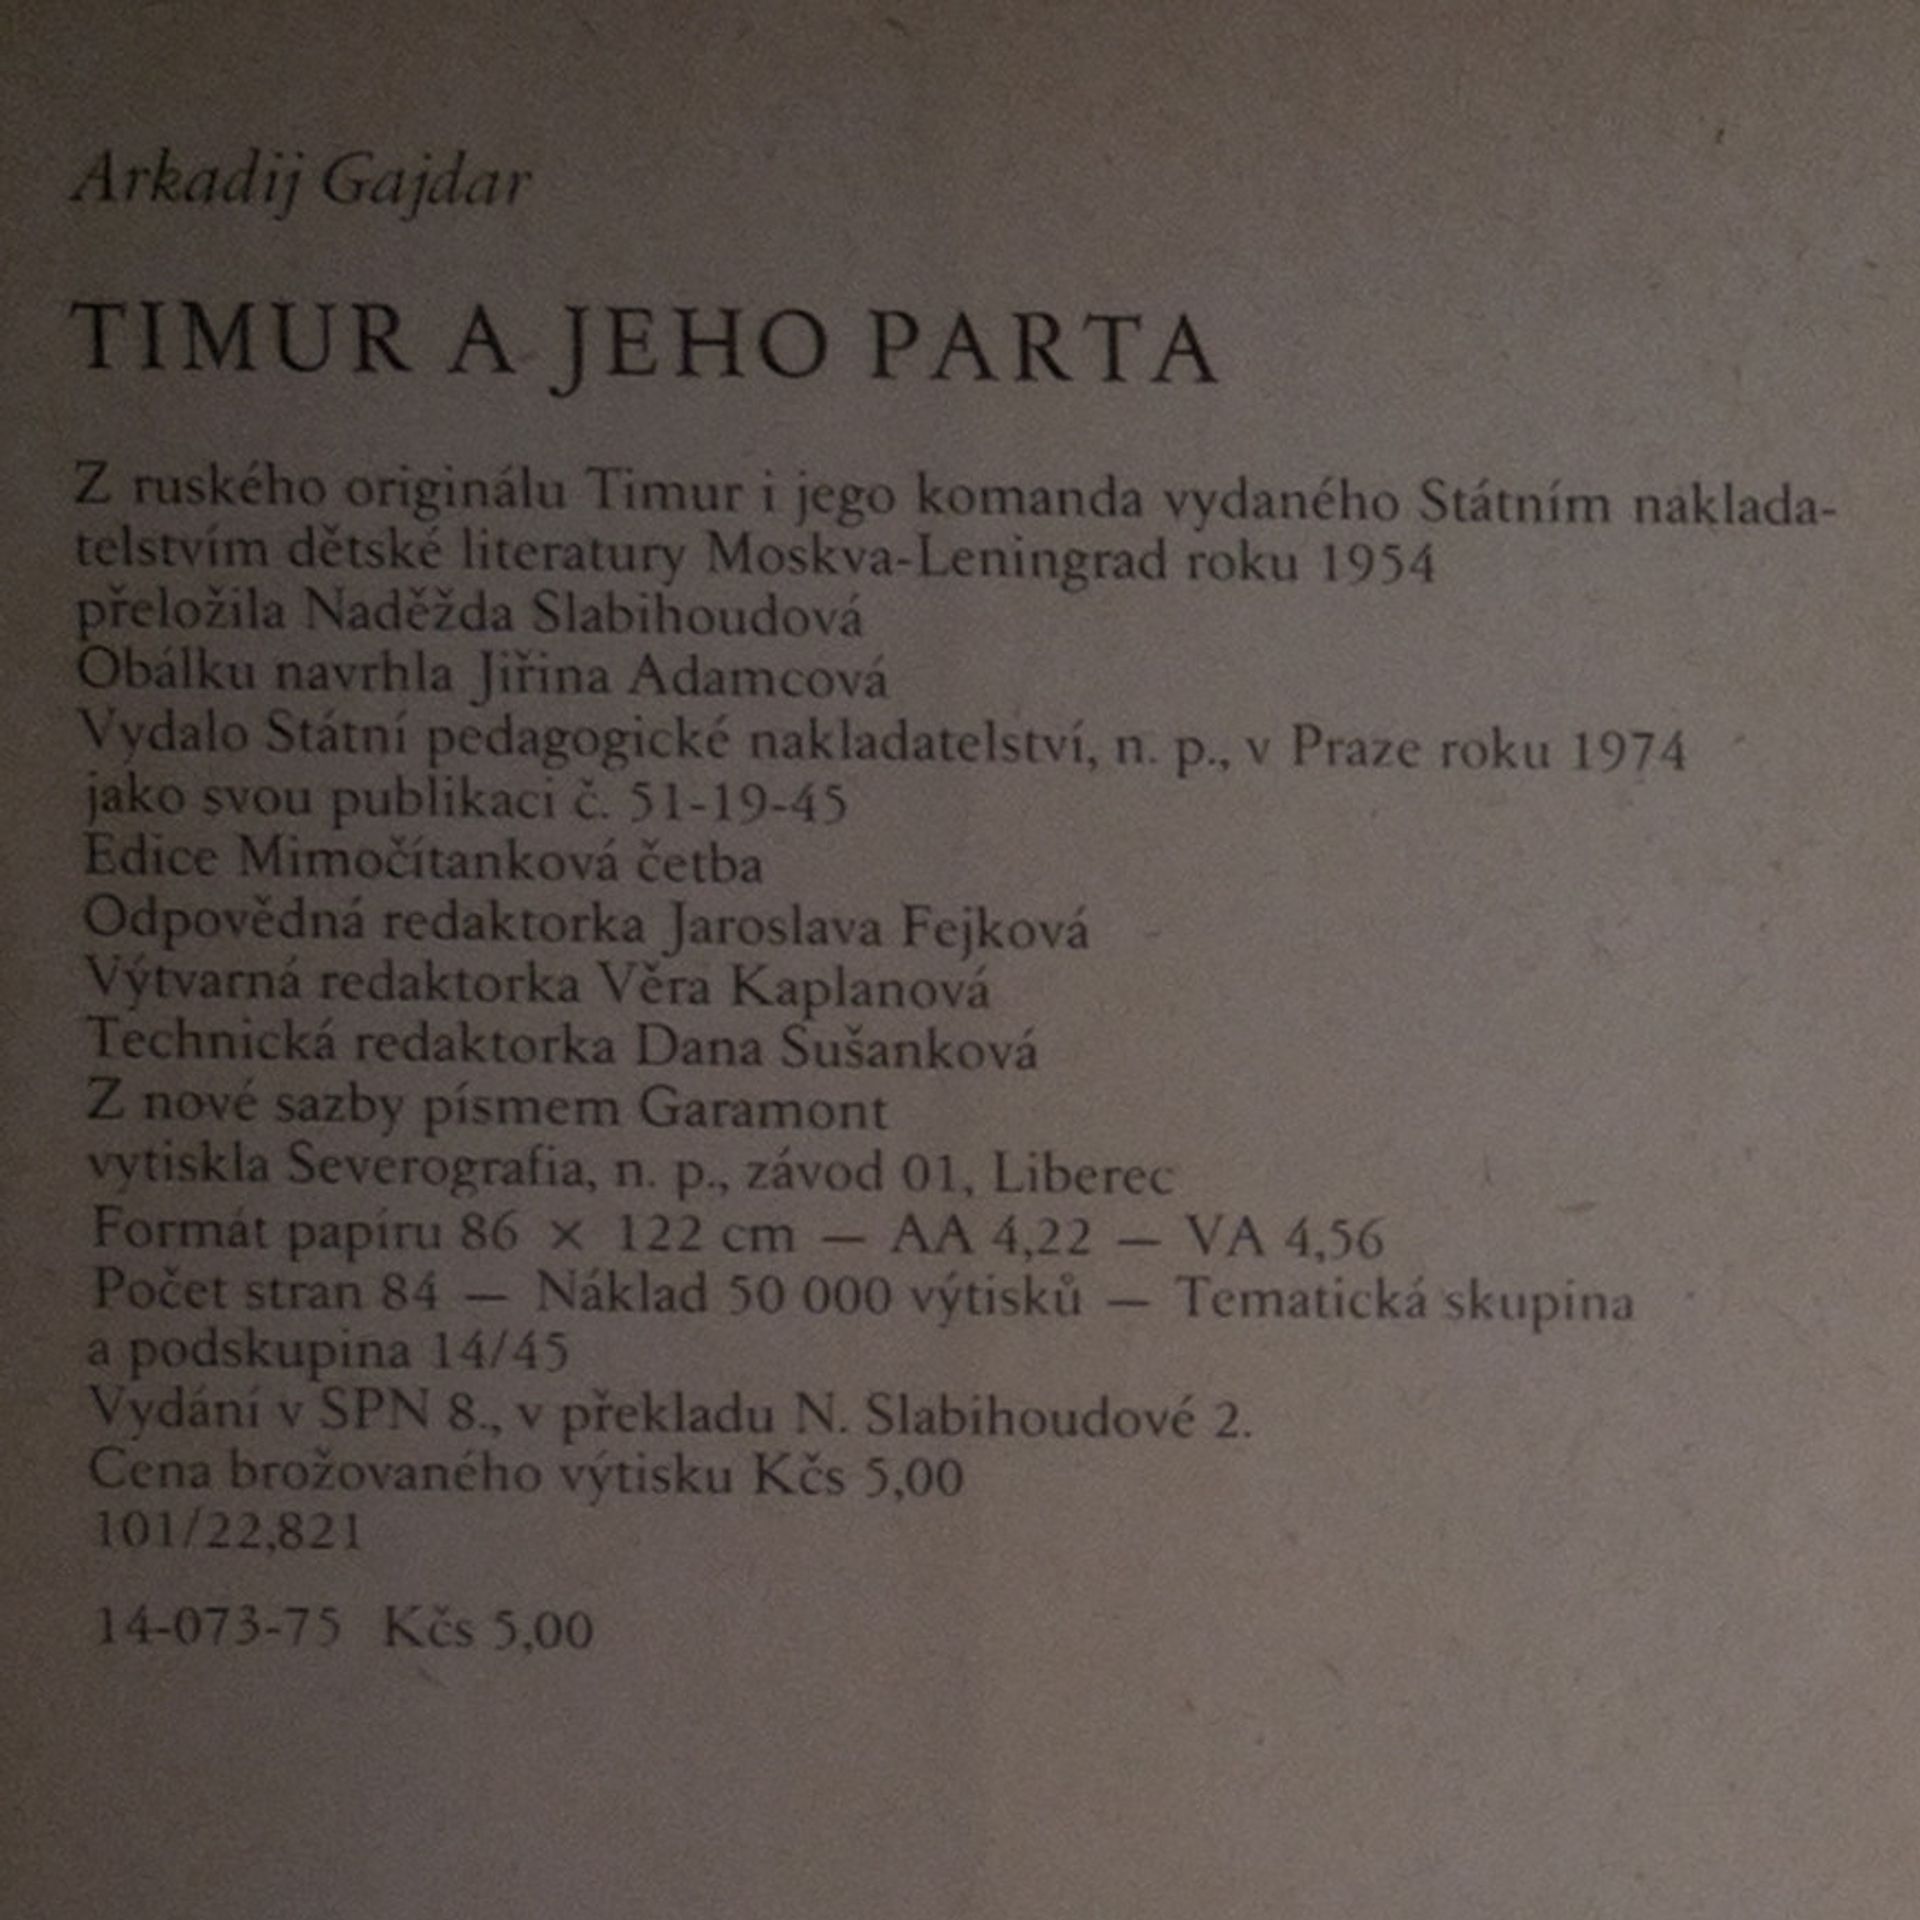 Arkadij Gajdar
TIMUR A JEHO PARTA
Z ruského originálu Timur i jego komanda vydaného Státním naklada-
telstvím dětské literatury Moskva-Leningrad roku 1954
přeložila Naděžda Slabihoudová
Obálku navrhla Jiřina Adamcová
Vydalo Státní pedagogické nakladatelství, n. p., v Praze roku 1974
jako svou publikaci č. 51-19-45
Edice Mimočítanková četba
Odpovědná redaktorka Jaroslava Fejková
Výtvarná redaktorka Věra Kaplanová
Technická redaktorka Dana Sušanková
Z nové sazby písmem Garamont
vytiskla Severografia, n. p., závod 01, Liberec
Formát papíru 86 × 122 cm — AA 4,22 — VA 4,56
Počet stran 84 — Náklad 50 000 výtisků — Tematická skupina
a podskupina 14/45
Vydání v SPN 8., v překladu N. Slabihoudové 2.
Cena brožovaného výtisku Kčs 5,00
101/22,821
14-073-75 Kčs 5,00